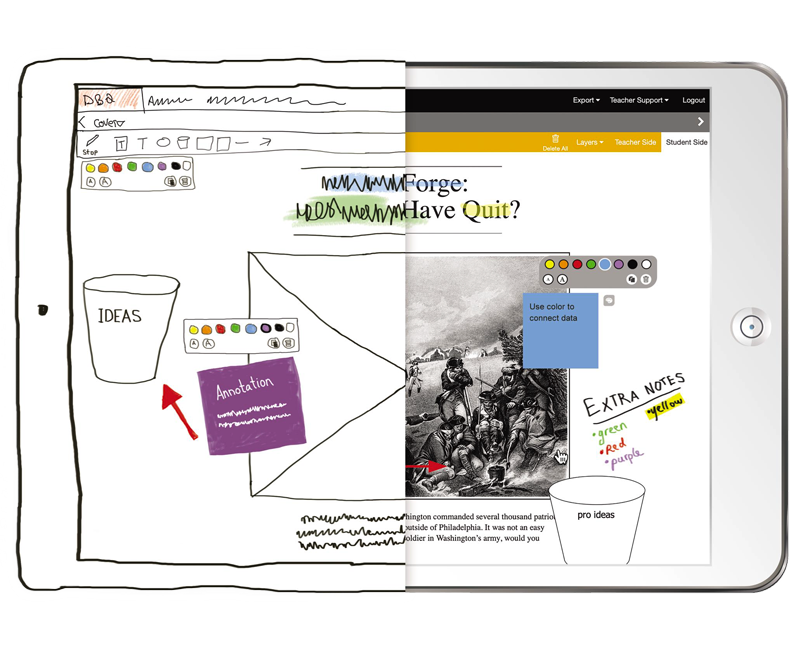 DBQ
Export Teacher Support Logout
Cover
Stop T T
Delete All Layers Teacher Side Student Side
A A
Forge:
Have Quit?
A A
Use color to
connect data
IDEAS
A A
Annotation
EXTRA NOTES
• yellow
• green
• Red
• purple
pro ideas
hington commanded several thousand patrio
outside of Philadelphia. It was not an easy
oldier in Washington's army, would you